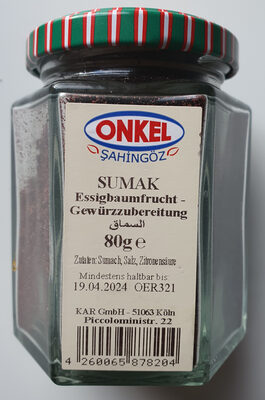 ONKEL
ŞAHİNGÖZ
SUMAK
Essigbaumfrucht -
Gewürzzubereitung
السماق
80g e
Zutaten: Sumach, Salz, Zitronensäure
Mindestens haltbar bis:
19.04.2024 OER321
KAR GmbH - 51063 Köln
Piccoloministr. 22
4 260065 878204